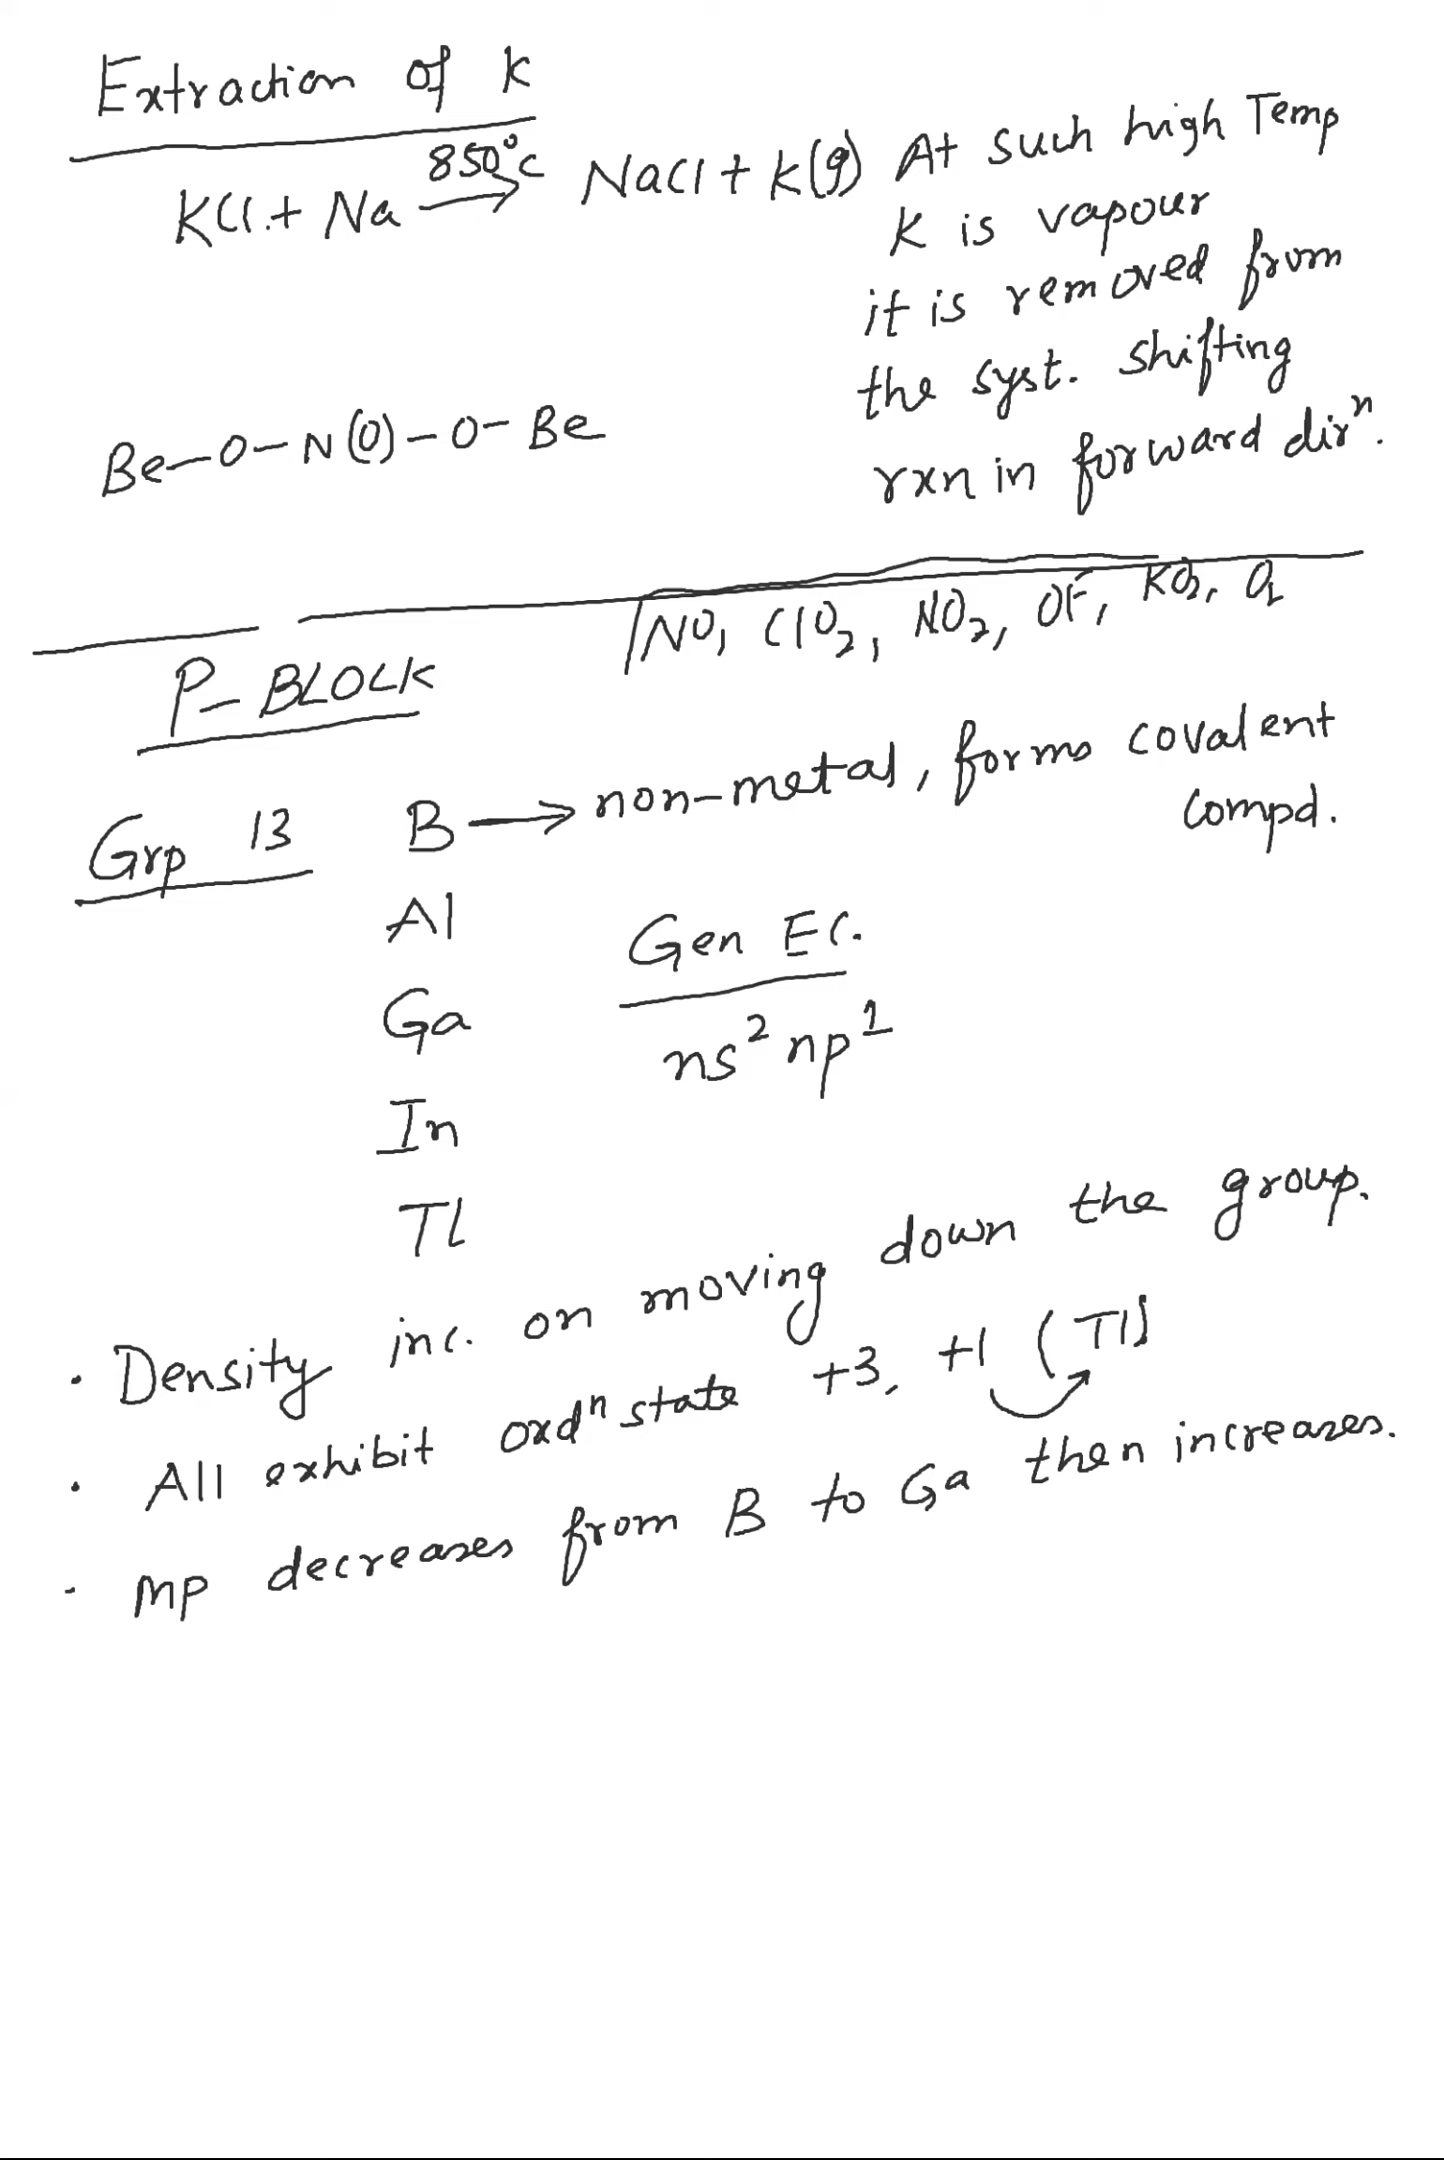 Extraction of K
KCl + Na 850°C → NaCl + K(g) At such high Temp
K is vapour
it is removed from
the syst. shifting
rxn in forward dirⁿ.
Be-O-N(O)-O-Be
NO, ClO₂, NO₂, OF, KO₂, O₂
P-BLOCK
Grp 13 B → non-metal, forms covalent
compd.
Al
Gen EC.
Ga
ns² np¹
In
Tl
· Density inc. on moving down the group.
· All exhibit oxdⁿ state +3, +1 (Tl)
· MP decreases from B to Ga then increases.